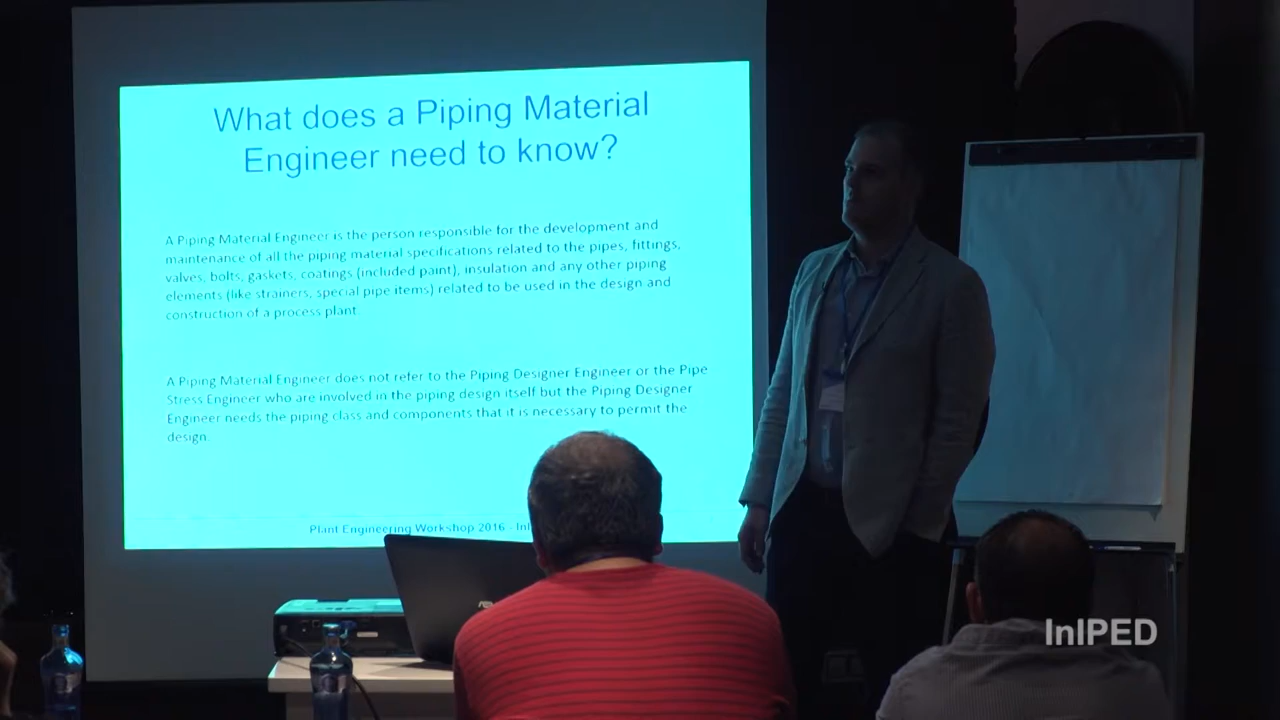 What does a Piping Material
Engineer need to know?
A Piping Material Engineer is the person responsible for the development and
maintenance of all the piping material specifications related to the pipes, fittings,
valves, bolts, gaskets, coatings (included paint), insulation and any other piping
elements (like strainers, special pipe items) related to be used in the design and
construction of a process plant.
A Piping Material Engineer does not refer to the Piping Designer Engineer or the Pipe
Stress Engineer who are involved in the piping design itself but the Piping Designer
Engineer needs the piping class and components that it is necessary to permit the
design.
Plant Engineering Workshop 2016 -
InIPED